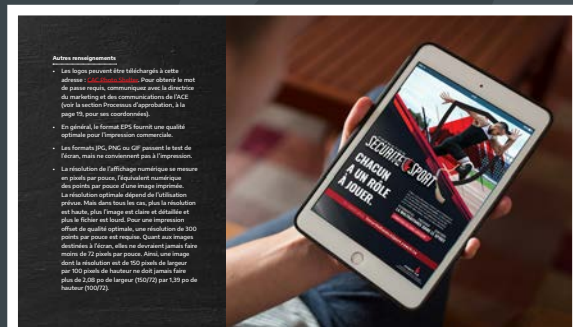 Autres renseignements
• Les logos peuvent être téléchargés à cette
adresse : CAC Photo Shelter. Pour obtenir le mot
de passe requis, communiquez avec la directrice
du marketing et des communications de l'ACE
(voir la section Processus d'approbation, à la
page 19, pour ses coordonnées).
• En général, le format EPS fournit une qualité
optimale pour l'impression commerciale.
• Les formats JPG, PNG ou GIF passent le test de
l'écran, mais ne conviennent pas à l'impression.
• La résolution de l'affichage numérique se mesure
en pixels par pouce, l'équivalent numérique
des points par pouce d'une image imprimée.
La résolution optimale dépend de l'utilisation
prévue. Mais dans tous les cas, plus la résolution
est haute, plus l'image est claire et détaillée et
plus le fichier est lourd. Pour une impression
offset de qualité optimale, une résolution de 300
points par pouce est requise. Quant aux images
destinées à l'écran, elles ne devraient jamais faire
moins de 72 pixels par pouce. Ainsi, une image
dont la résolution est de 150 pixels de largeur
par 100 pixels de hauteur ne doit jamais faire
plus de 2,08 po de largeur (150/72) par 1,39 po de
hauteur (100/72).
SÉCURITÉ SPORT
CHACUN
A UN RÔLE
À JOUER.